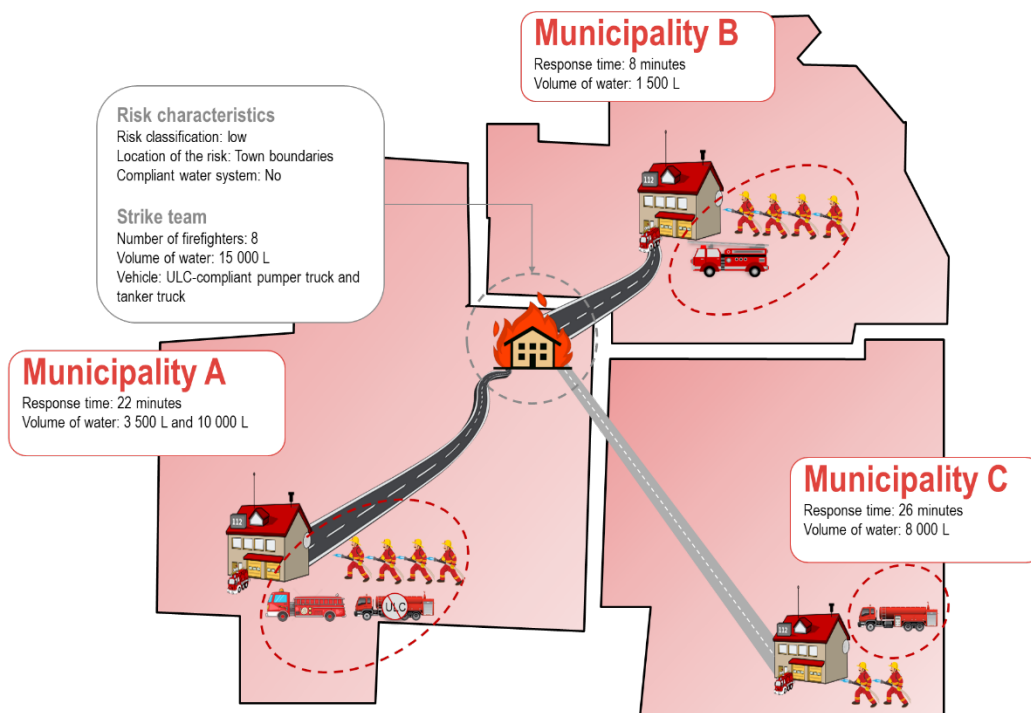 Municipality B
Response time: 8 minutes
Volume of water: 1 500 L
Risk characteristics
Risk classification: low
Location of the risk: Town boundaries
Compliant water system: No
Strike team
Number of firefighters: 8
Volume of water: 15 000 L
Vehicle: ULC-compliant pumper truck and
tanker truck
112
Municipality A
Response time: 22 minutes
Volume of water: 3 500 L and 10 000 L
Municipality C
Response time: 26 minutes
Volume of water: 8 000 L
112
ULC
112